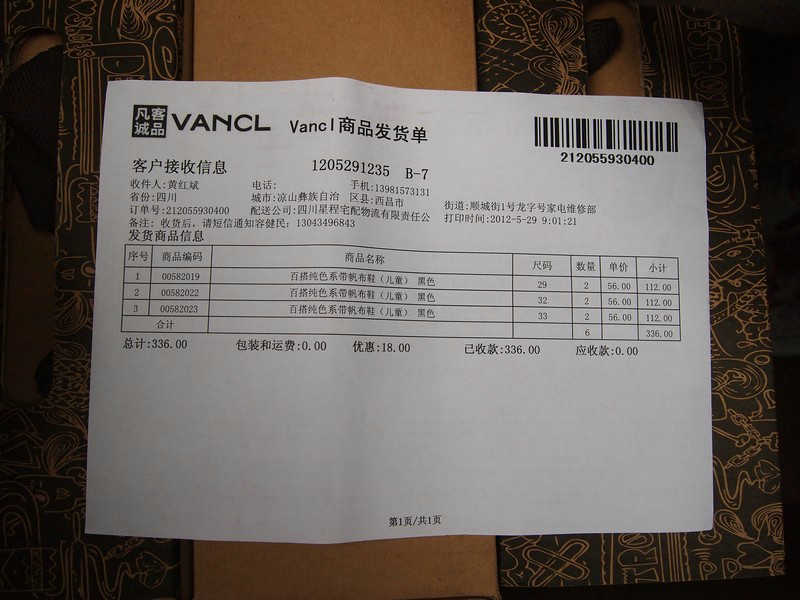 凡客诚品 VANCL Vancl商品发货单
212055930400
客户接收信息 1205291235 B-7
收件人:黄红斌 电话: 手机:13981573131
省份:四川 城市:凉山彝族自治 区县:西昌市 街道:顺城街1号龙字号家电维修部
订单号:212055930400 配送公司:四川星程宅配物流有限责任公 打印时间:2012-5-29 9:01:21
备注: 收货后,请短信通知容健民: 13043496843
发货商品信息
序号 商品编码 商品名称 尺码 数量 单价 小计
1 00582019 百搭纯色系带帆布鞋(儿童) 黑色 29 2 56.00 112.00
2 00582022 百搭纯色系带帆布鞋(儿童) 黑色 32 2 56.00 112.00
3 00582023 百搭纯色系带帆布鞋(儿童) 黑色 33 2 56.00 112.00
合计 6 336.00
总计:336.00 包装和运费:0.00 优惠:18.00 已收款:336.00 应收款:0.00
第1页/共1页